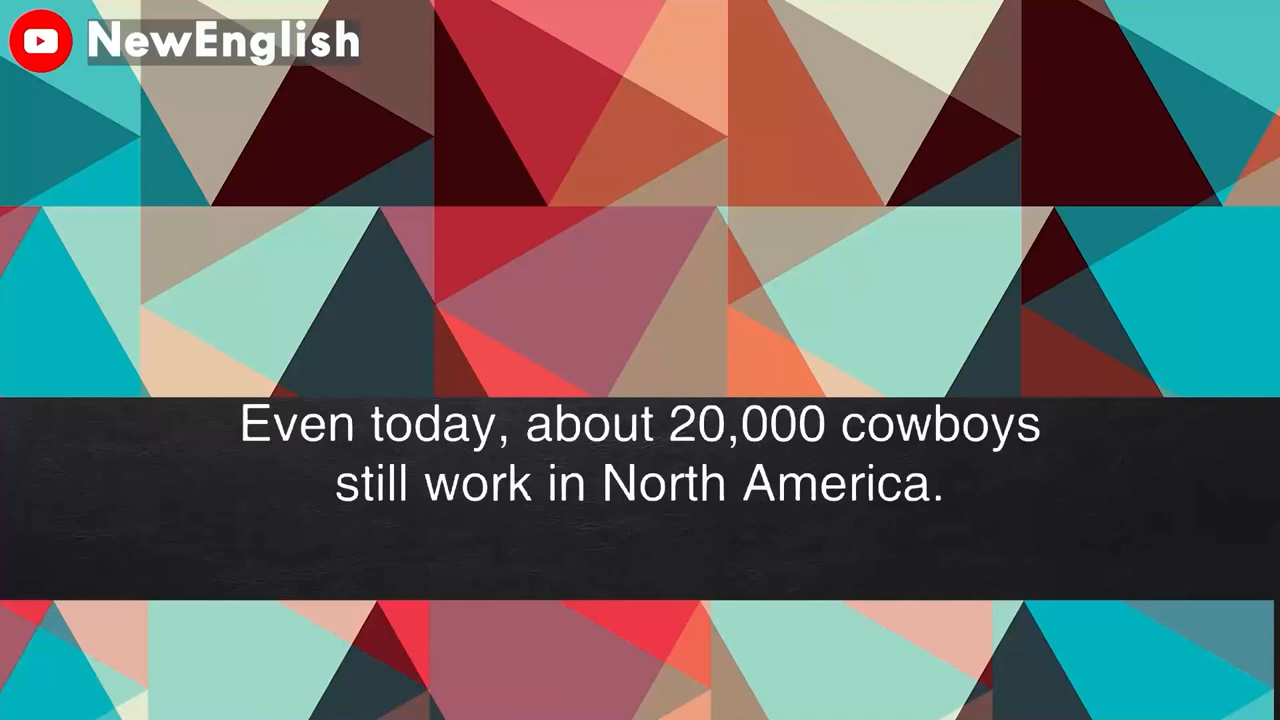 NewEnglish
Even today, about 20,000 cowboys
still work in North America.